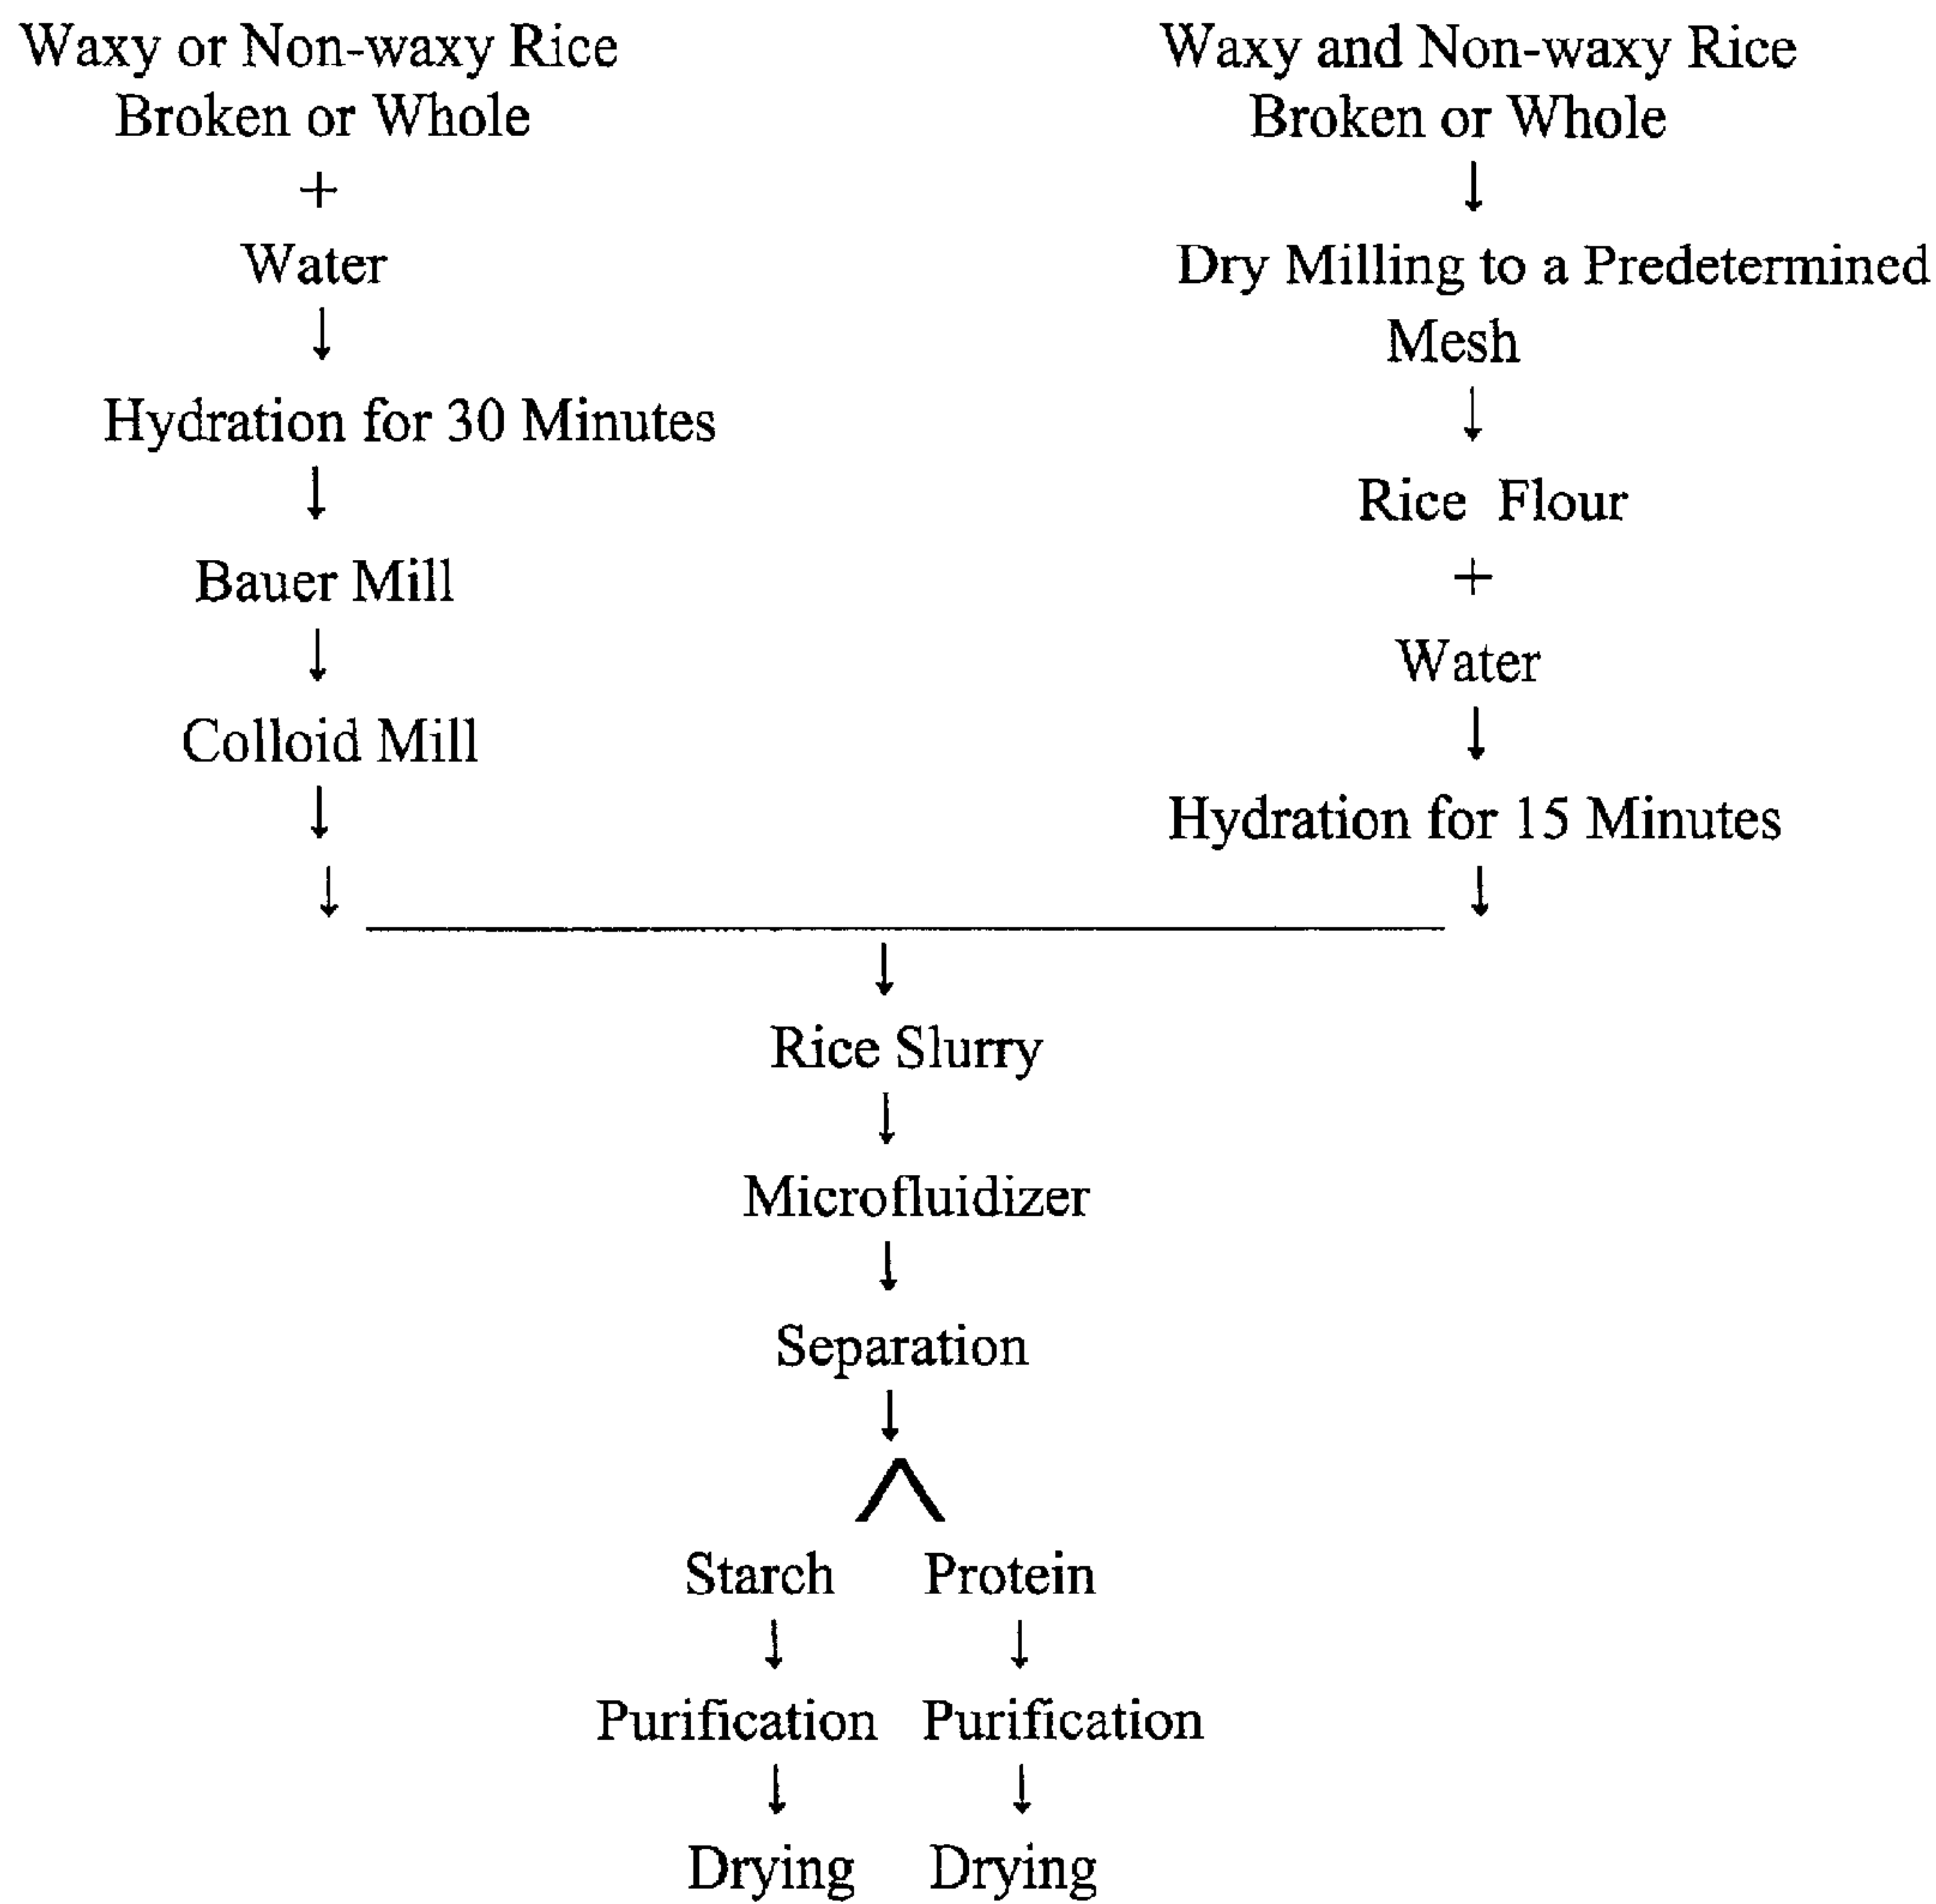 Waxy or Non-waxy Rice
Broken or Whole
+
Water
↓
Hydration for 30 Minutes
↓
Bauer Mill
↓
Colloid Mill
↓
↓
Waxy and Non-waxy Rice
Broken or Whole
↓
Dry Milling to a Predetermined
Mesh
↓
Rice Flour
+
Water
↓
Hydration for 15 Minutes
↓
↓
Rice Slurry
↓
Microfluidizer
↓
Separation
↓
Starch Protein
↓ ↓
Purification Purification
↓ ↓
Drying Drying